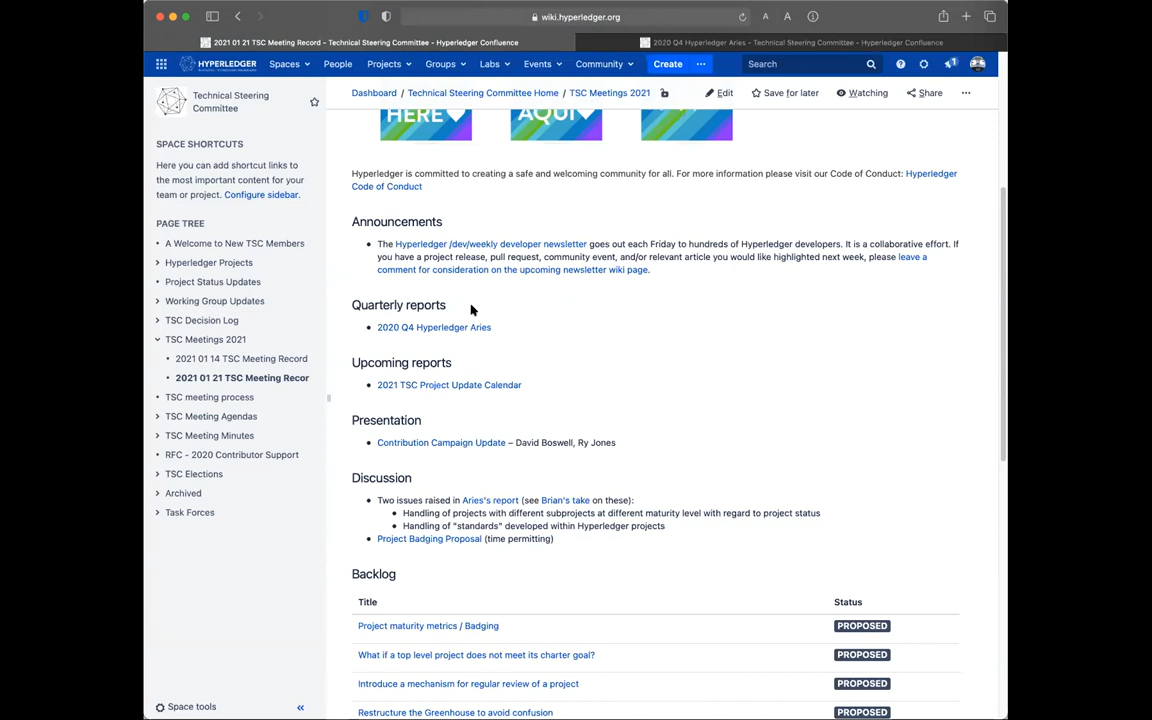 wiki.hyperledger.org
A A
2021 01 21 TSC Meeting Record – Technical Steering Committee – Hyperledger Confluence
2020 Q4 Hyperledger Aries – Technical Steering Committee – Hyperledger Confluence
HYPERLEDGER Spaces People Projects Groups Labs Events Community Create ··· Search 1
Technical Steering Committee
SPACE SHORTCUTS
Here you can add shortcut links to
the most important content for your
team or project. Configure sidebar.
PAGE TREE
A Welcome to New TSC Members
Hyperledger Projects
Project Status Updates
Working Group Updates
TSC Decision Log
TSC Meetings 2021
2021 01 14 TSC Meeting Record
2021 01 21 TSC Meeting Recor
TSC meeting process
TSC Meeting Agendas
TSC Meeting Minutes
RFC - 2020 Contributor Support
TSC Elections
Archived
Task Forces
Space tools «
Dashboard / Technical Steering Committee Home / TSC Meetings 2021 Edit Save for later Watching Share ···
HERE AQUI
Hyperledger is committed to creating a safe and welcoming community for all. For more information please visit our Code of Conduct: Hyperledger
Code of Conduct
Announcements
The Hyperledger /dev/weekly developer newsletter goes out each Friday to hundreds of Hyperledger developers. It is a collaborative effort. If
you have a project release, pull request, community event, and/or relevant article you would like highlighted next week, please leave a
comment for consideration on the upcoming newsletter wiki page.
Quarterly reports
2020 Q4 Hyperledger Aries
Upcoming reports
2021 TSC Project Update Calendar
Presentation
Contribution Campaign Update – David Boswell, Ry Jones
Discussion
Two issues raised in Aries's report (see Brian's take on these):
Handling of projects with different subprojects at different maturity level with regard to project status
Handling of "standards" developed within Hyperledger projects
Project Badging Proposal (time permitting)
Backlog
Title Status
Project maturity metrics / Badging PROPOSED
What if a top level project does not meet its charter goal? PROPOSED
Introduce a mechanism for regular review of a project PROPOSED
Restructure the Greenhouse to avoid confusion PROPOSED